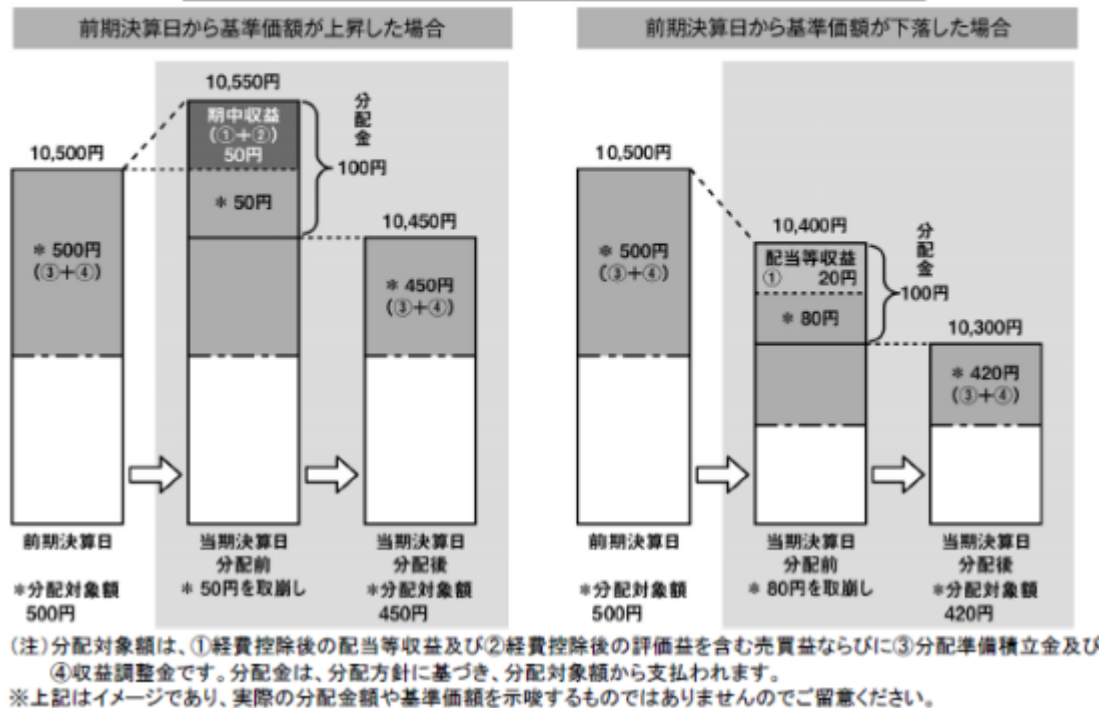 前期決算日から基準価額が上昇した場合
10,550円
期中収益
(①+②)
50円
分配金
100円
10,500円
* 50円
10,450円
* 500円
(③+④)
* 450円
(③+④)
前期決算日
当期決算日
分配前
当期決算日
分配後
*分配対象額
500円
* 50円を取崩し
*分配対象額
450円
前期決算日から基準価額が下落した場合
10,500円
10,400円
配当等収益
① 20円
分配金
100円
* 500円
(③+④)
* 80円
10,300円
* 420円
(③+④)
前期決算日
当期決算日
分配前
当期決算日
分配後
*分配対象額
500円
* 80円を取崩し
*分配対象額
420円
(注)分配対象額は、①経費控除後の配当等収益及び②経費控除後の評価益を含む売買益ならびに③分配準備積立金及び
④収益調整金です。分配金は、分配方針に基づき、分配対象額から支払われます。
※上記はイメージであり、実際の分配金額や基準価額を示唆するものではありませんのでご留意ください。